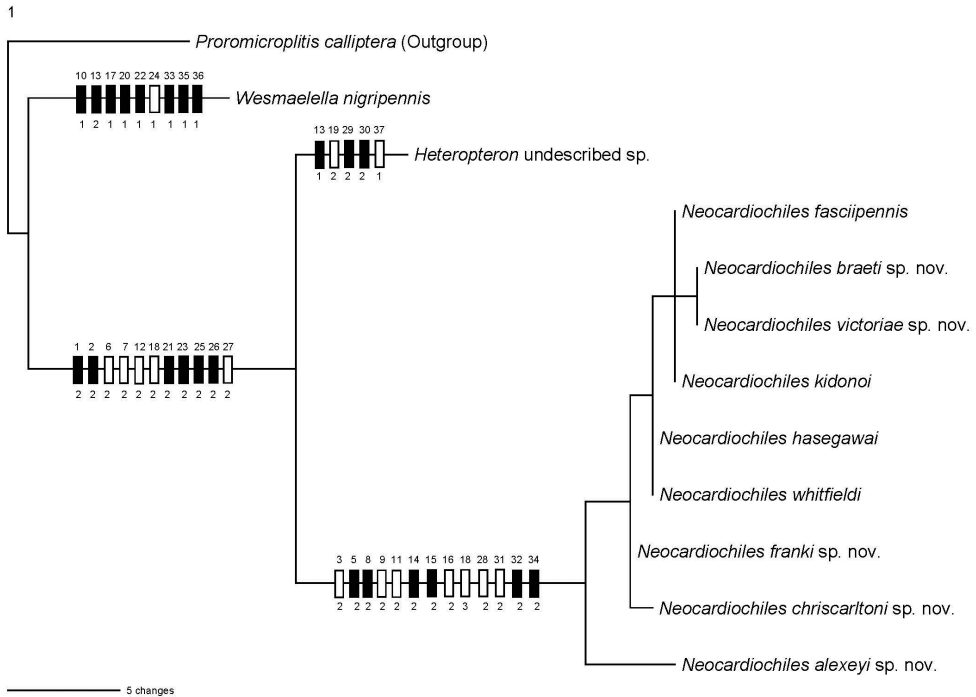 1
Proromicroplitis calliptera (Outgroup)
10 13 17 20 22 24 33 35 36
Wesmaelella nigripennis
1 2 1 1 1 1 1 1 1
13 19 29 30 37
Heteropteron undescribed sp.
1 2 2 2 1
Neocardiochiles fasciipennis
Neocardiochiles braeti sp. nov.
Neocardiochiles victoriae sp. nov.
1 2 6 7 12 18 21 23 25 26 27
2 2 2 2 2 2 2 2 2 2 2
Neocardiochiles kidonoi
Neocardiochiles hasegawai
Neocardiochiles whitfieldi
Neocardiochiles franki sp. nov.
3 5 8 9 11 14 15 16 18 28 31 32 34
2 2 2 2 2 2 2 2 3 2 2 2 2
Neocardiochiles chriscarltoni sp. nov.
Neocardiochiles alexeyi sp. nov.
5 changes